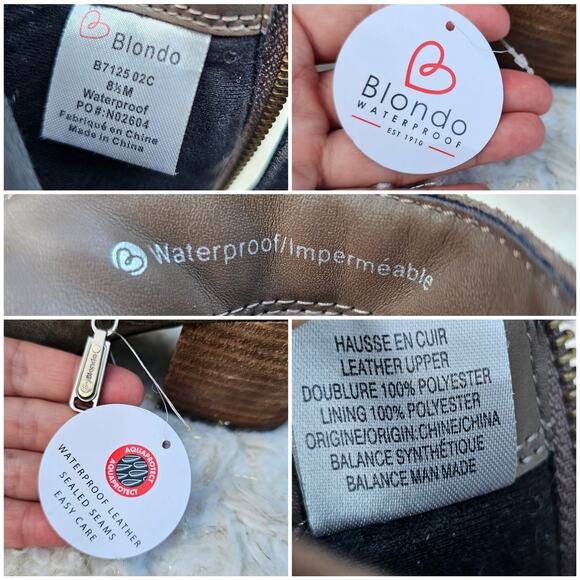 Blondo
B7125 02C
8½M
Waterproof
PO#:N02604
Fabriqué en Chine
Made in China
Blondo
WATERPROOF
EST 1910
Waterproof/Imperméable
Blondo
AQUAPROTECT
AQUAPROTECT
WATERPROOF LEATHER
SEALED SEAMS
EASY CARE
HAUSSE EN CUIR
LEATHER UPPER
DOUBLURE 100% POLYESTER
LINING 100% POLYESTER
ORIGINE/ORIGIN:CHINE/CHINA
BALANCE SYNTHÉTIQUE
BALANCE MAN MADE